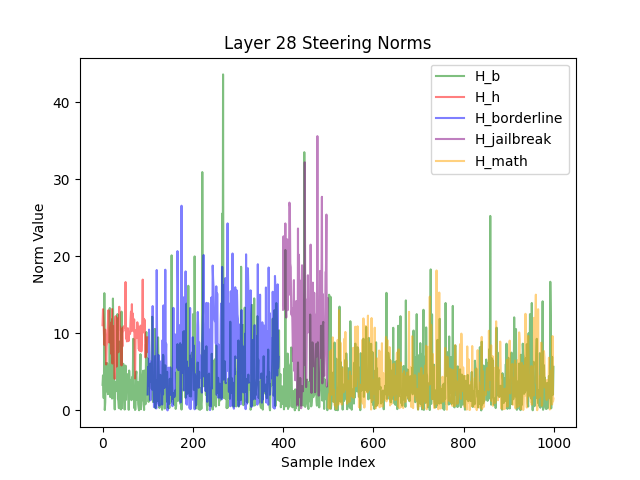 Layer 28 Steering Norms
H_b
H_h
H_borderline
H_jailbreak
H_math
Norm Value
40
30
20
10
0
0 200 400 600 800 1000
Sample Index